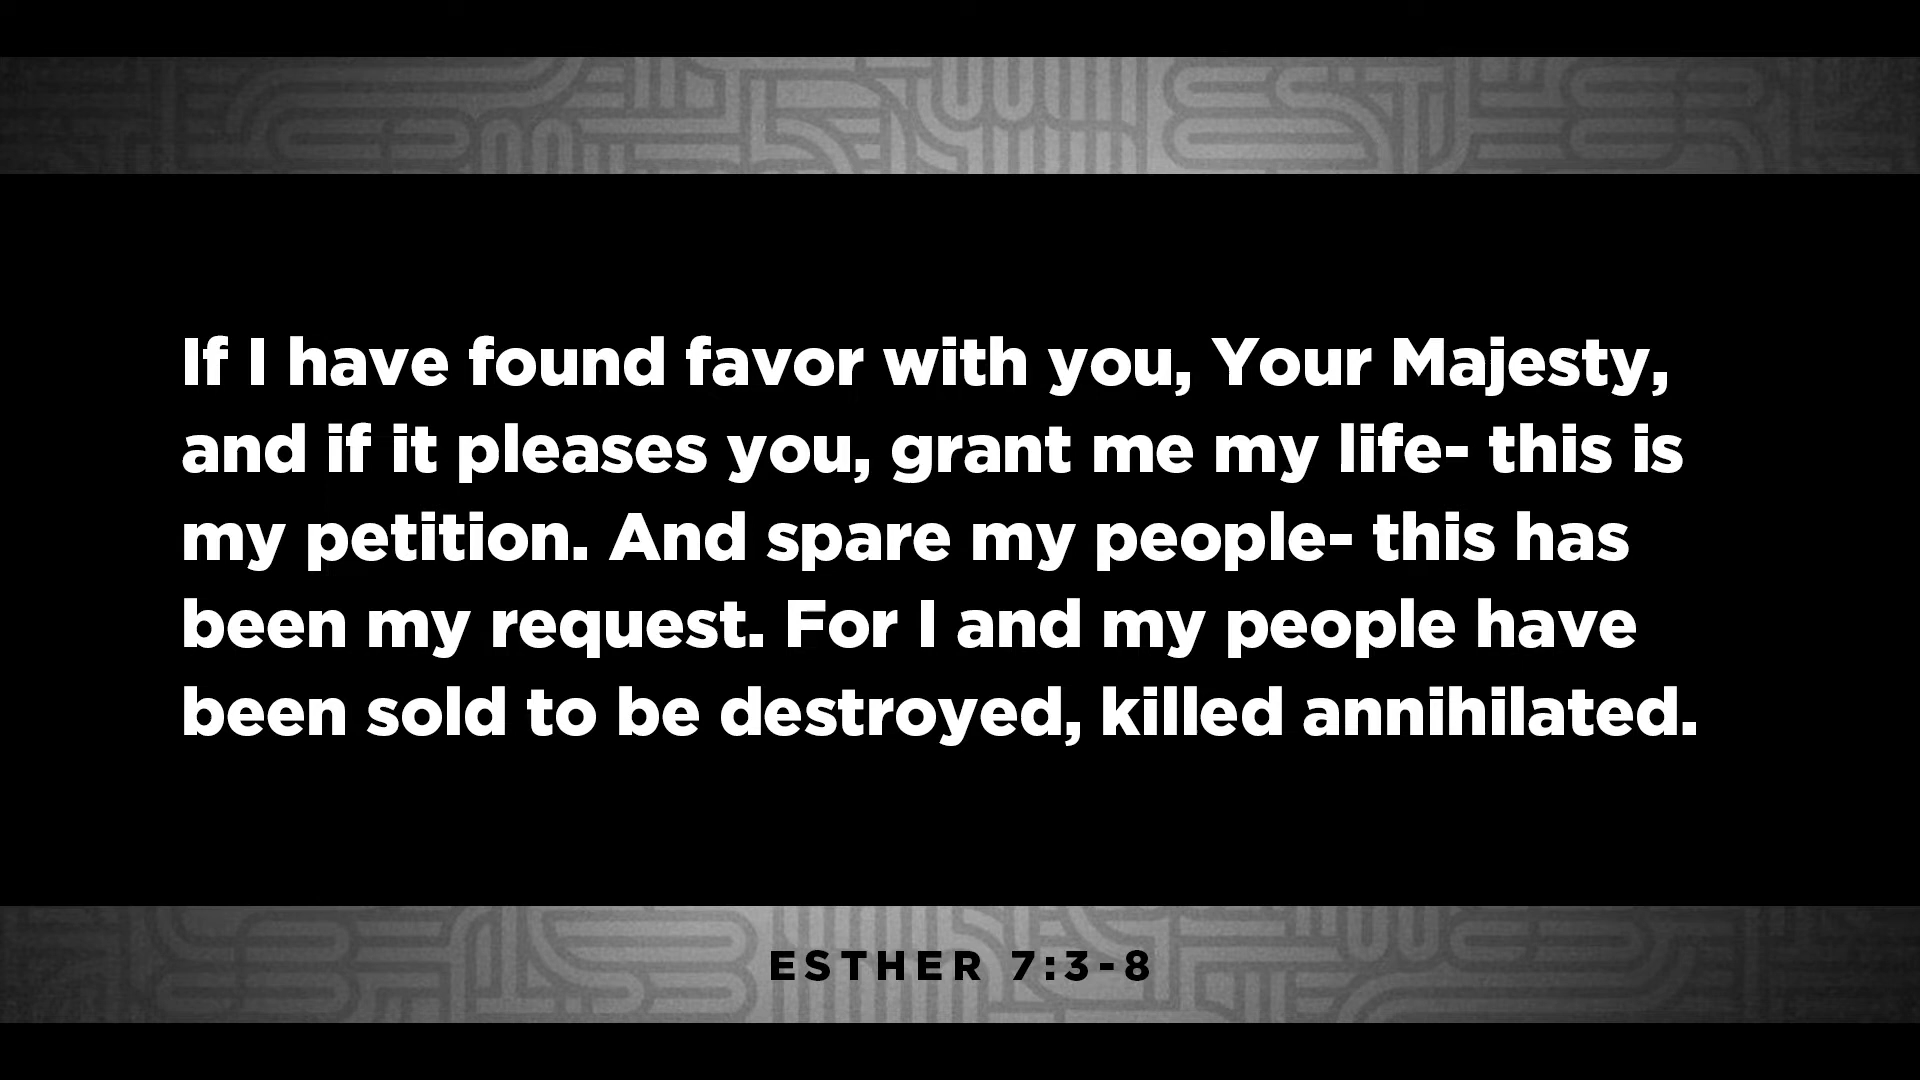 If I have found favor with you, Your Majesty,
and if it pleases you, grant me my life- this is
my petition. And spare my people- this has
been my request. For I and my people have
been sold to be destroyed, killed annihilated.
ESTHER 7:3-8